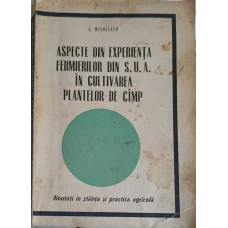 ASPECTE DIN EXPERIENȚA
FERMIERILOR DIN S.U.A.
ÎN CULTIVAREA
PLANTELOR DE CÎMP
Noutăți în știința și practica agricolă